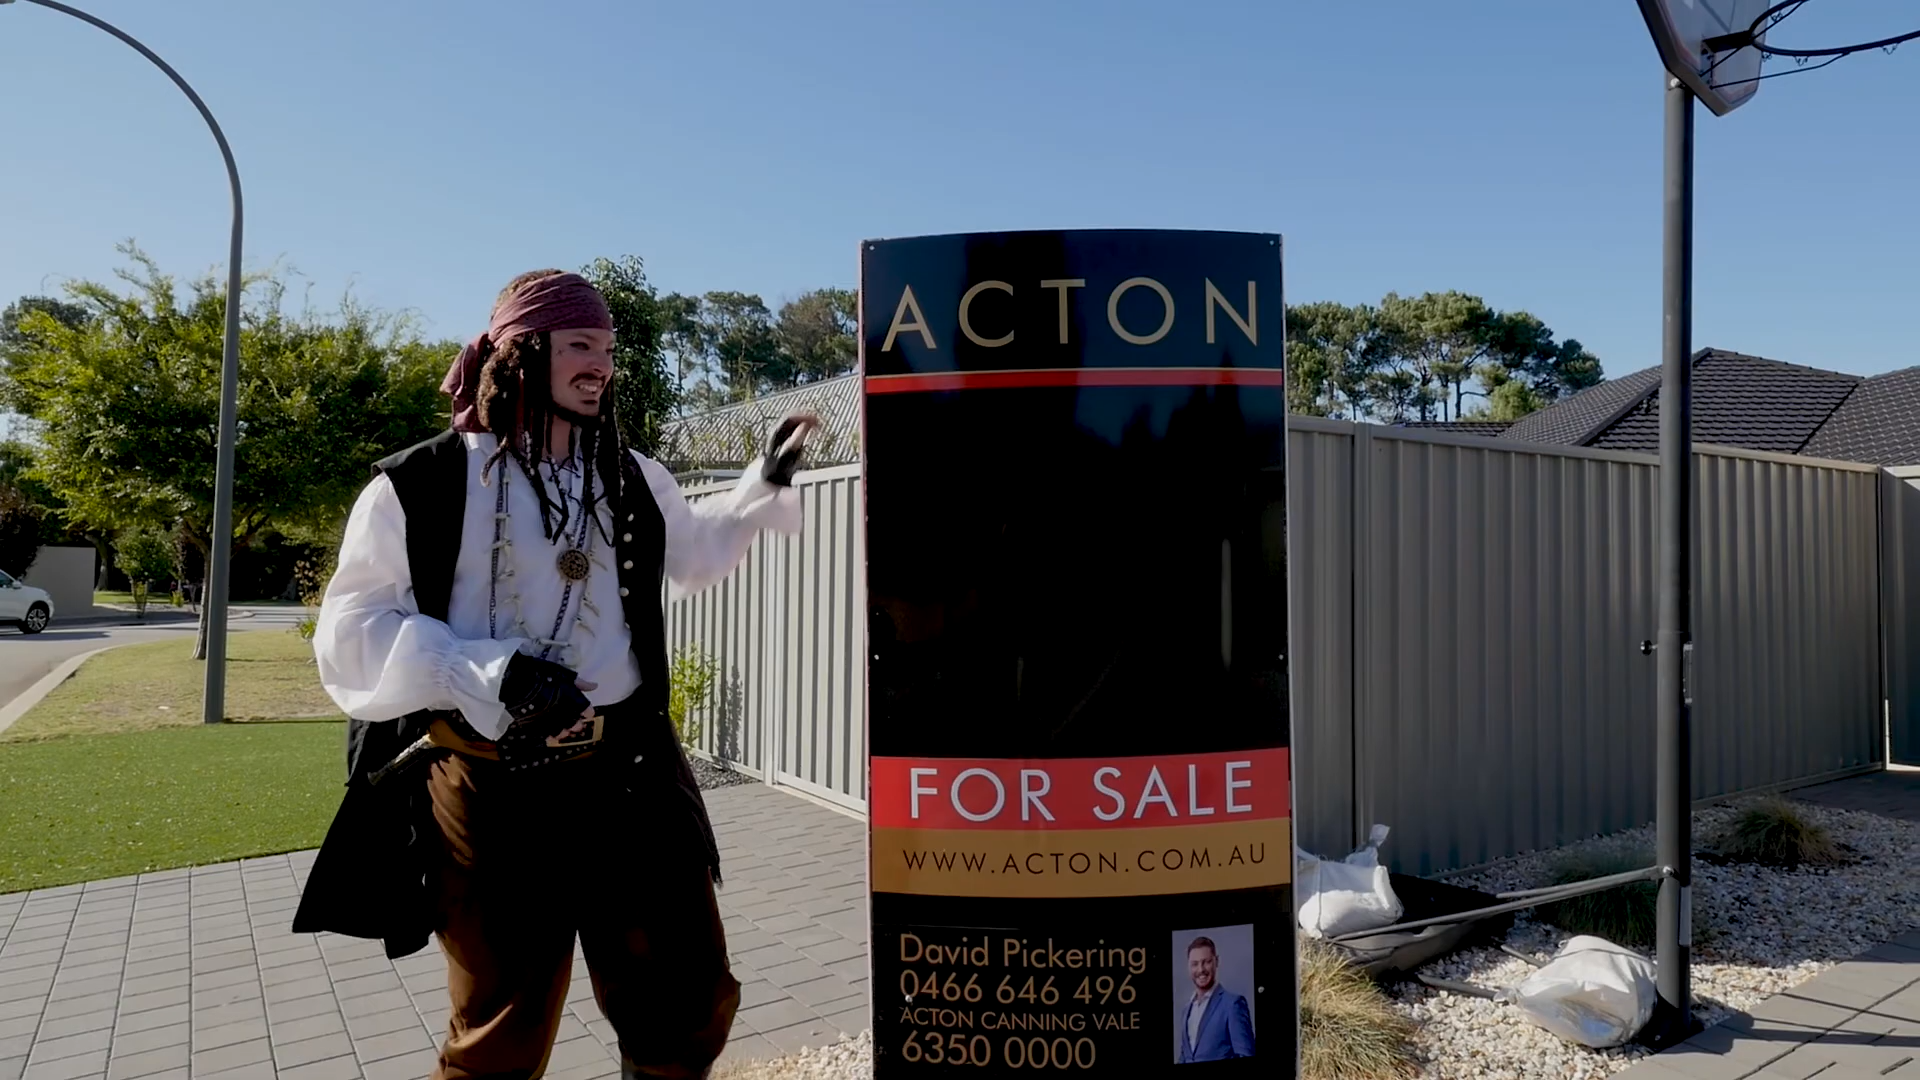 ACTON
FOR SALE
WWW.ACTON.COM.AU
David Pickering
0466 646 496
ACTON CANNING VALE
6350 0000